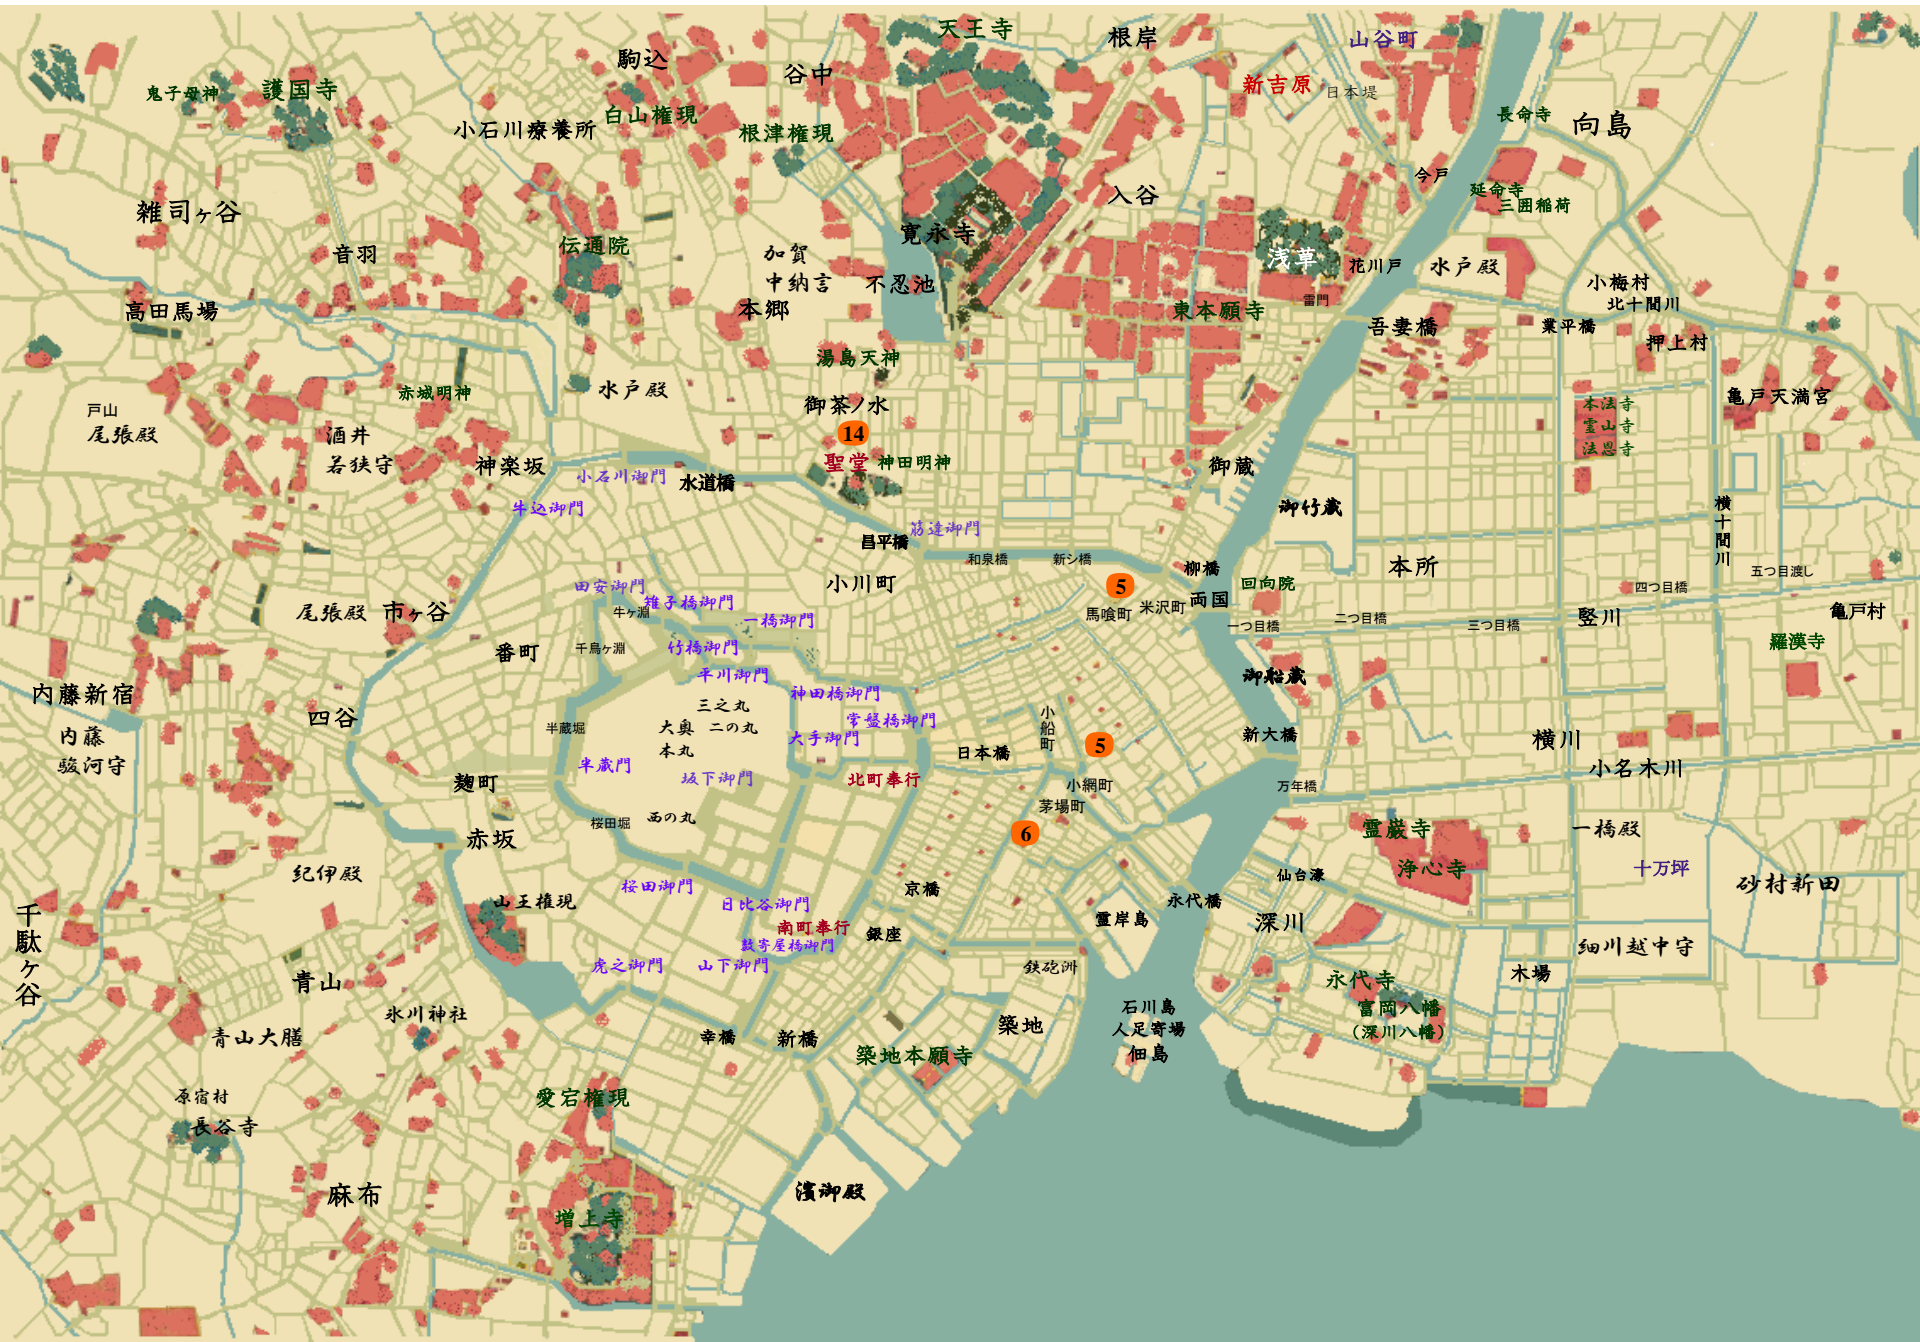 天王寺
根岸
山谷町
駒込
谷中
新吉原
日本堤
鬼子母神
護国寺
白山権現
小石川療養所
根津権現
長命寺
向島
今戸
延命寺
三囲稲荷
入谷
雑司ヶ谷
音羽
伝通院
加賀
中納言
本郷
寛永寺
不忍池
浅草
花川戸
水戸殿
雷門
東本願寺
吾妻橋
小梅村
北十間川
業平橋
押上村
高田馬場
湯島天神
赤城明神
水戸殿
御茶ノ水
14
聖堂
神田明神
戸山
尾張殿
酒井
若狭守
神楽坂
小石川御門
水道橋
牛込御門
本法寺
霊山寺
法恩寺
亀戸天満宮
御蔵
御竹蔵
横十間川
筋違御門
昌平橋
和泉橋
新シ橋
柳橋
小川町
5
馬喰町
米沢町
両国
回向院
本所
一つ目橋
二つ目橋
三つ目橋
四つ目橋
五つ目渡し
竪川
亀戸村
羅漢寺
尾張殿
市ヶ谷
田安御門
牛ヶ淵
雉子橋御門
一橋御門
竹橋御門
千鳥ヶ淵
番町
平川御門
神田橋御門
常盤橋御門
大手御門
三之丸
大奥
二の丸
本丸
内藤新宿
内藤
駿河守
四谷
半蔵堀
半蔵門
坂下御門
麹町
桜田堀
西の丸
北町奉行
日本橋
小船町
5
小網町
茅場町
6
御船蔵
新大橋
万年橋
横川
小名木川
赤坂
紀伊殿
山王権現
桜田御門
日比谷御門
南町奉行
数寄屋橋御門
虎之御門
山下御門
京橋
銀座
霊岸島
永代橋
霊巌寺
浄心寺
仙台濠
深川
一橋殿
十万坪
砂村新田
細川越中守
木場
千駄ヶ谷
青山
青山大膳
氷川神社
鉄砲洲
石川島
人足寄場
佃島
永代寺
富岡八幡
(深川八幡)
幸橋
新橋
築地
築地本願寺
原宿村
長谷寺
愛宕権現
麻布
増上寺
濱御殿